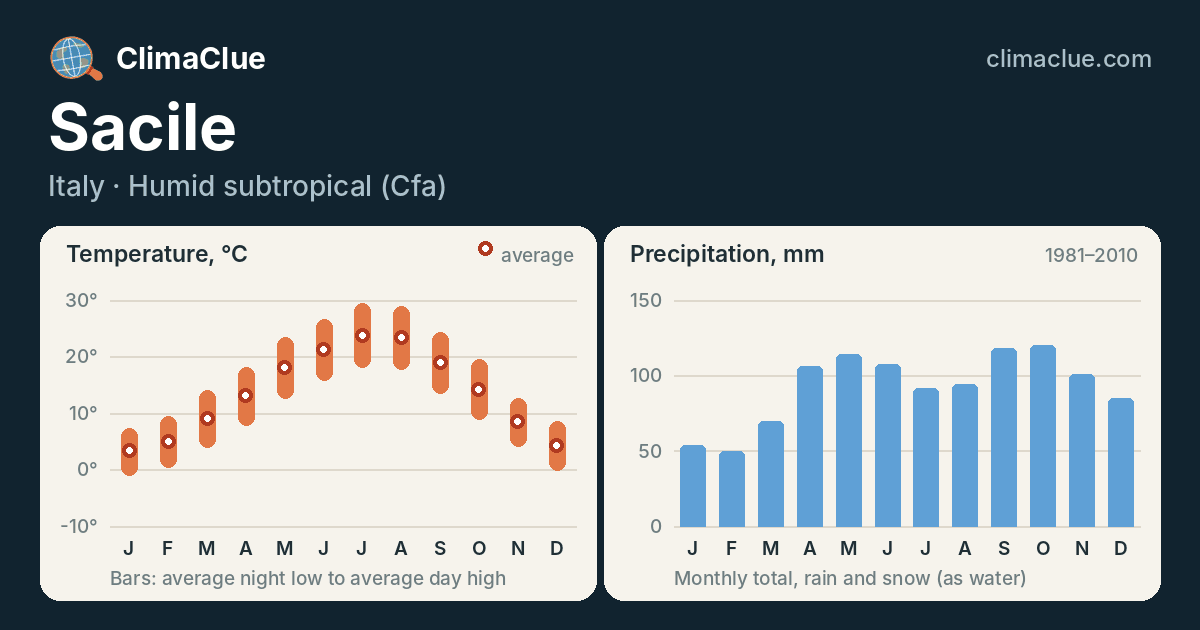 ClimaClue
climaclue.com
Sacile
Italy · Humid subtropical (Cfa)
Temperature, °C
average
30°
20°
10°
0°
-10°
J F M A M J J A S O N D
Bars: average night low to average day high
Precipitation, mm
1981–2010
150
100
50
0
J F M A M J J A S O N D
Monthly total, rain and snow (as water)